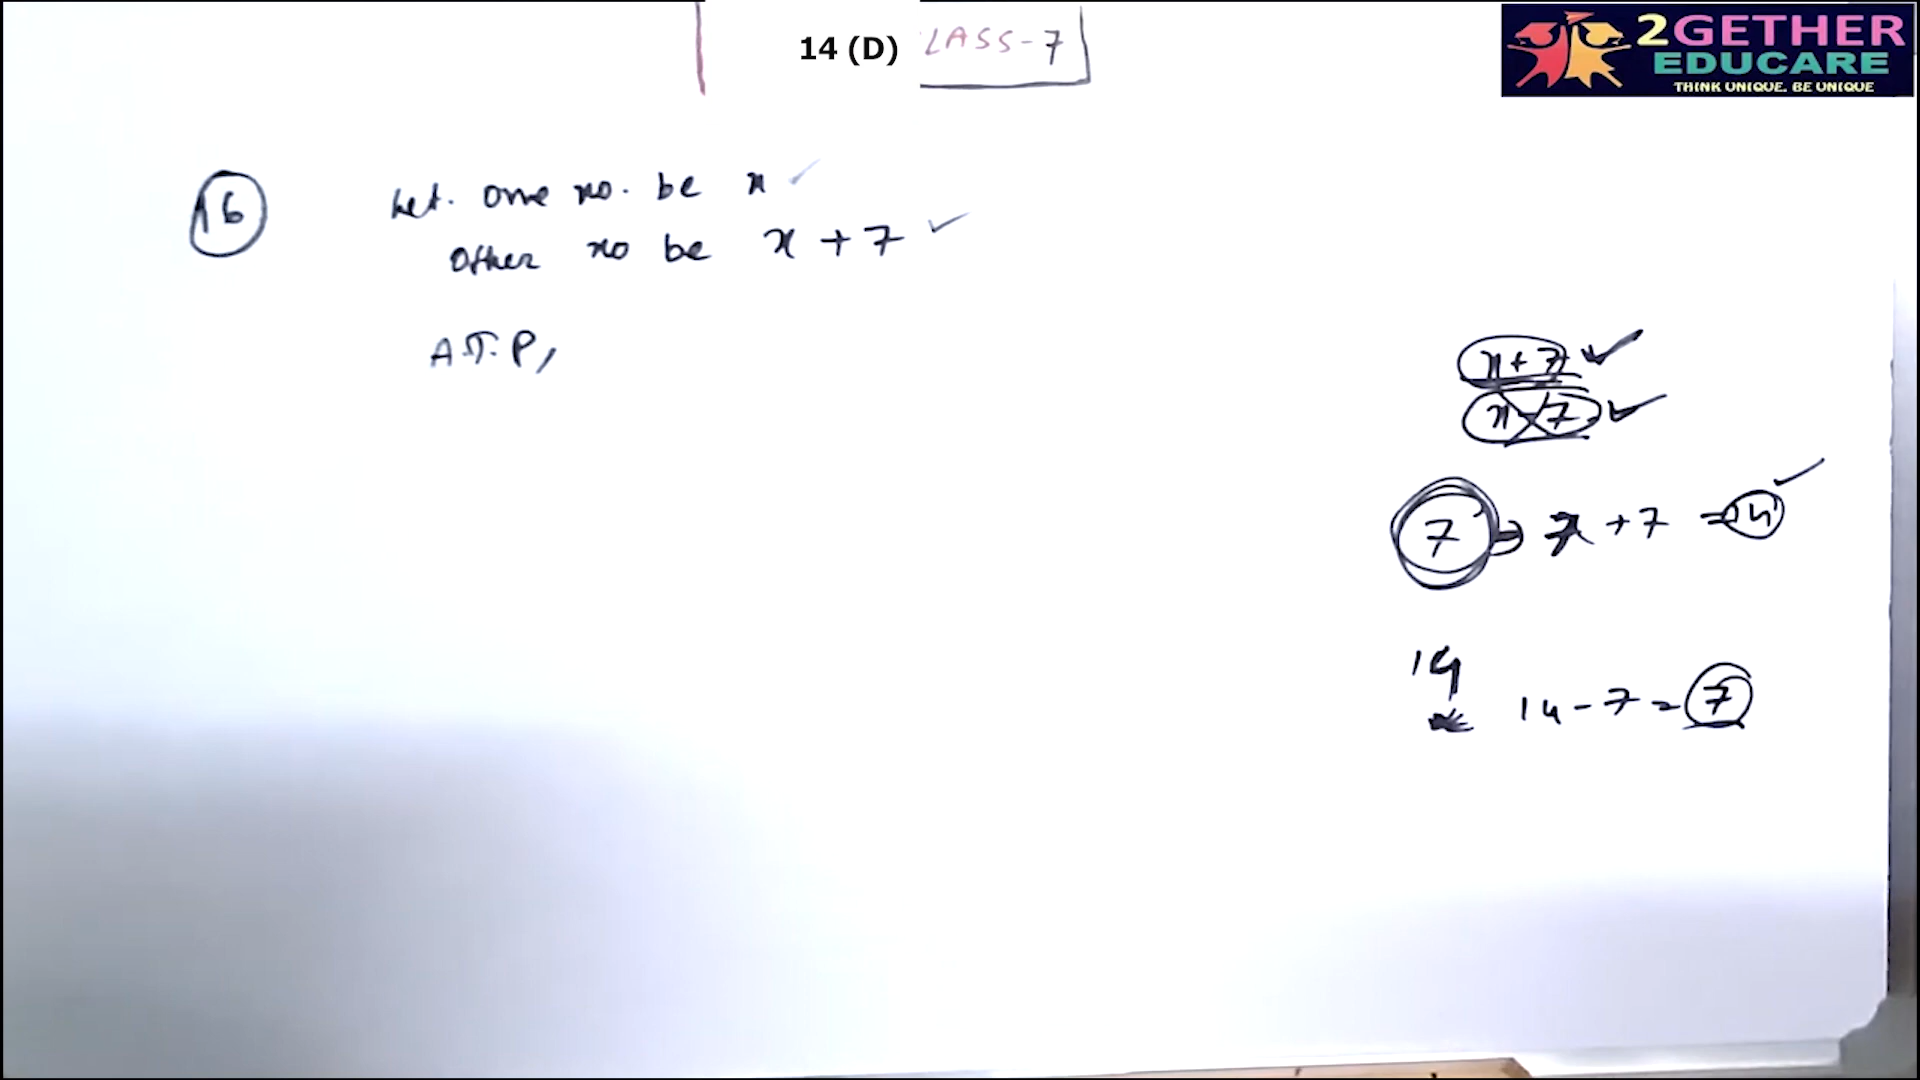 14 (D) LASS-7
2GETHER
EDUCARE
THINK UNIQUE. BE UNIQUE
16 Let. one no. be x
Other no be x + 7
A.T.P,
x+7
x-7
7 x + 7 = 14
14
14 - 7 = 7